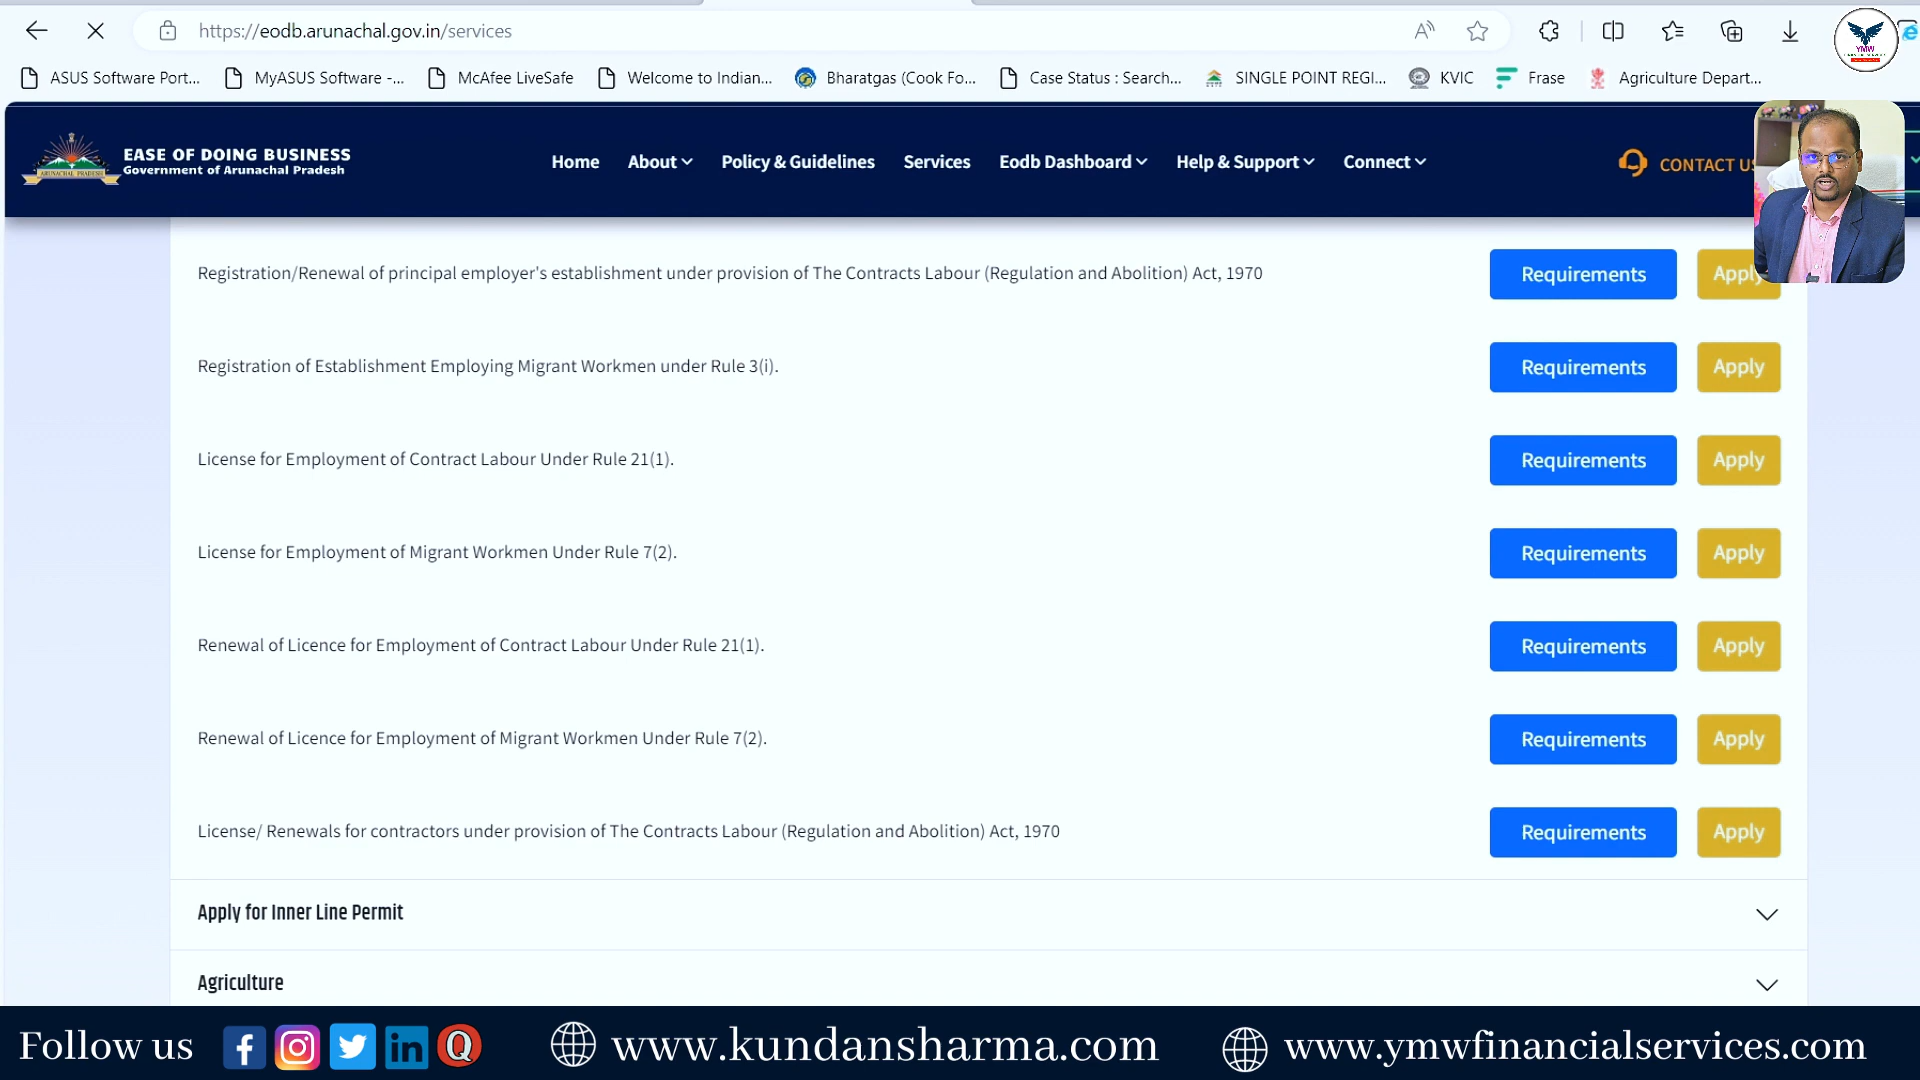 https://eodb.arunachal.gov.in/services
ASUS Software Port... MyASUS Software -... McAfee LiveSafe Welcome to Indian... Bharatgas (Cook Fo... Case Status : Search... SINGLE POINT REGI... KVIC Frase Agriculture Depart...
YMW
ARUNACHAL PRADESH
EASE OF DOING BUSINESS
Government of Arunachal Pradesh
Home About Policy & Guidelines Services Eodb Dashboard Help & Support Connect CONTACT US
Registration/Renewal of principal employer's establishment under provision of The Contracts Labour (Regulation and Abolition) Act, 1970 Requirements Apply
Registration of Establishment Employing Migrant Workmen under Rule 3(i). Requirements Apply
License for Employment of Contract Labour Under Rule 21(1). Requirements Apply
License for Employment of Migrant Workmen Under Rule 7(2). Requirements Apply
Renewal of Licence for Employment of Contract Labour Under Rule 21(1). Requirements Apply
Renewal of Licence for Employment of Migrant Workmen Under Rule 7(2). Requirements Apply
License/ Renewals for contractors under provision of The Contracts Labour (Regulation and Abolition) Act, 1970 Requirements Apply
Apply for Inner Line Permit
Agriculture
Follow us www.kundansharma.com www.ymwfinancialservices.com